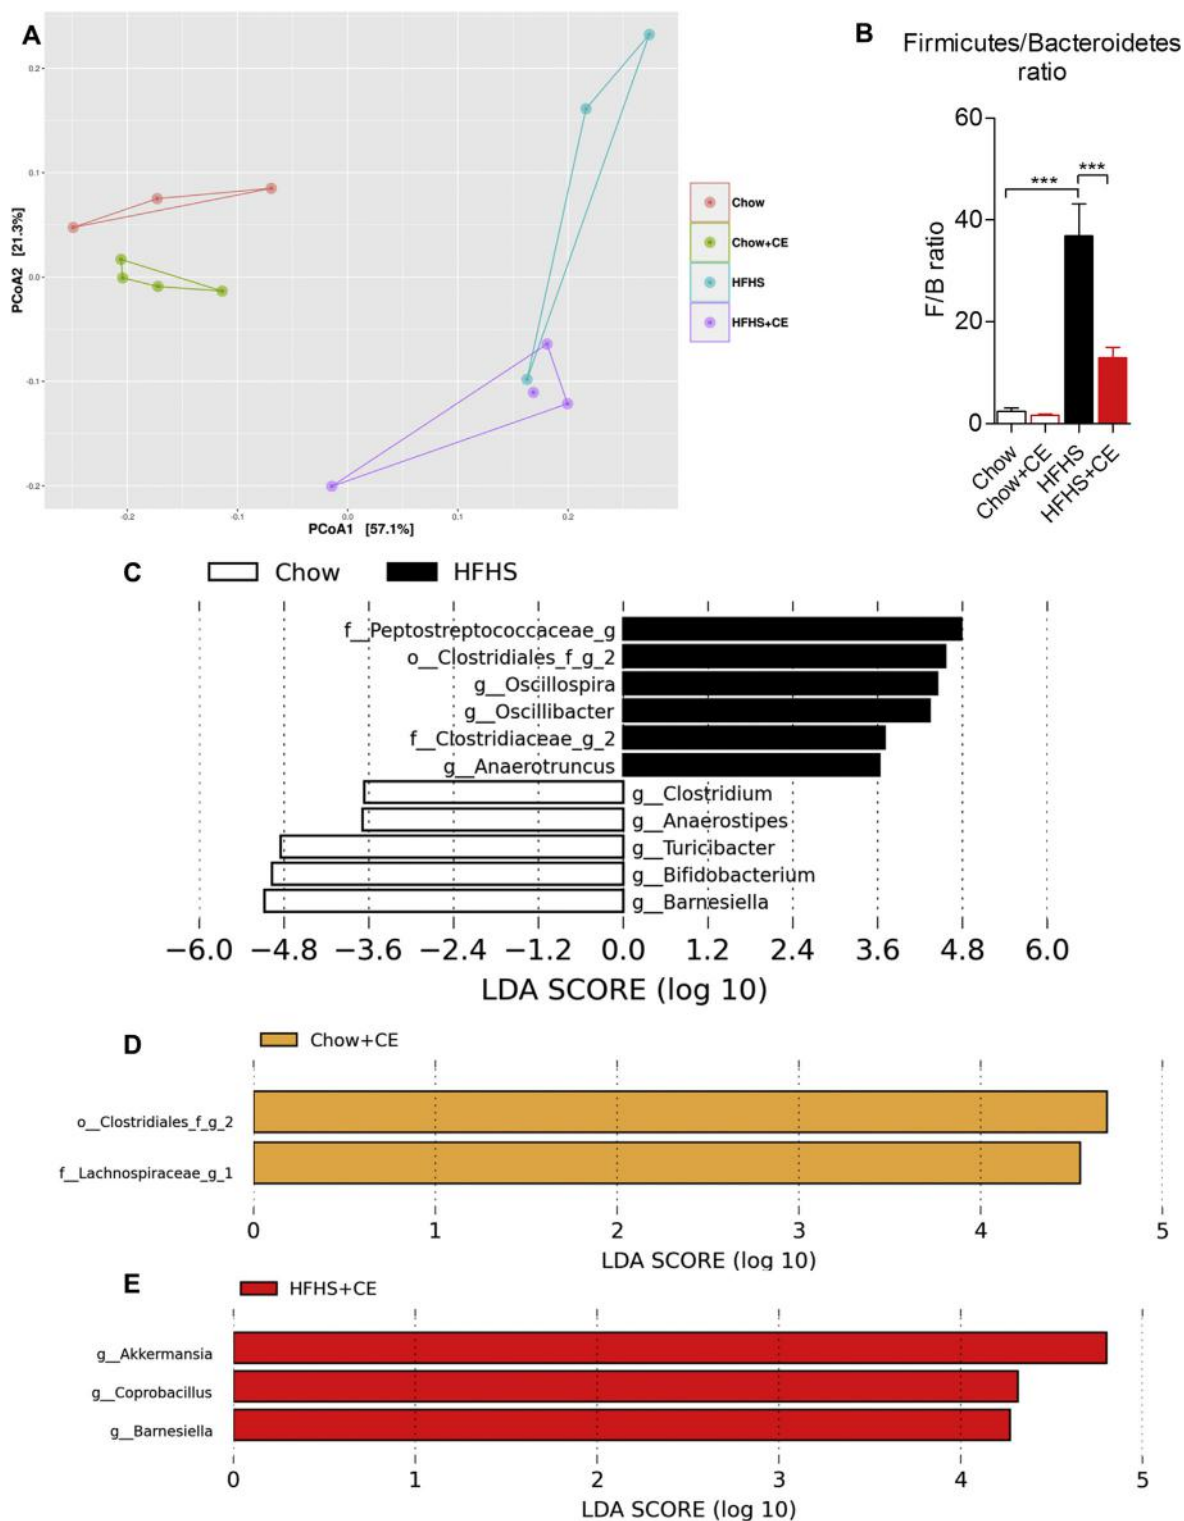 A
0.2
0.1
0.0
-0.1
-0.2
PCoA2 [21.3%]
-0.2
-0.1
0.0
0.1
0.2
PCoA1 [57.1%]
Chow
Chow+CE
HFHS
HFHS+CE
B
Firmicutes/Bacteroidetes
ratio
60
40
20
0
F/B ratio
***
***
Chow
Chow+CE
HFHS
HFHS+CE
C
Chow
HFHS
f__Peptostreptococcaceae_g
o__Clostridiales_f_g_2
g__Oscillospira
g__Oscillibacter
f__Clostridiaceae_g_2
g__Anaerotruncus
g__Clostridium
g__Anaerostipes
g__Turicibacter
g__Bifidobacterium
g__Barnesiella
−6.0 −4.8 −3.6 −2.4 −1.2 0.0 1.2 2.4 3.6 4.8 6.0
LDA SCORE (log 10)
D
Chow+CE
o__Clostridiales_f_g_2
f__Lachnospiraceae_g_1
0 1 2 3 4 5
LDA SCORE (log 10)
E
HFHS+CE
g__Akkermansia
g__Coprobacillus
g__Barnesiella
0 1 2 3 4 5
LDA SCORE (log 10)